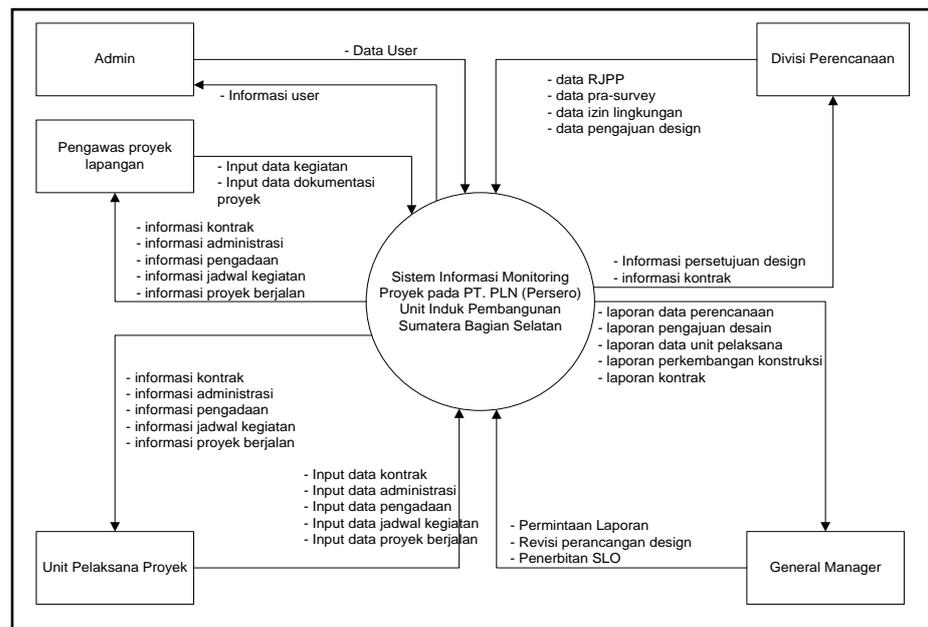 Admin
- Data User
- Informasi user
Divisi Perencanaan
- data RJPP
- data pra-survey
- data izin lingkungan
- data pengajuan design
Pengawas proyek
lapangan
- Input data kegiatan
- Input data dokumentasi
proyek
- informasi kontrak
- informasi administrasi
- informasi pengadaan
- informasi jadwal kegiatan
- informasi proyek berjalan
Sistem Informasi Monitoring
Proyek pada PT. PLN (Persero)
Unit Induk Pembangunan
Sumatera Bagian Selatan
- Informasi persetujuan design
- informasi kontrak
- laporan data perencanaan
- laporan pengajuan desain
- laporan data unit pelaksana
- laporan perkembangan konstruksi
- laporan kontrak
- informasi kontrak
- informasi administrasi
- informasi pengadaan
- informasi jadwal kegiatan
- informasi proyek berjalan
- Input data kontrak
- Input data administrasi
- Input data pengadaan
- Input data jadwal kegiatan
- Input data proyek berjalan
- Permintaan Laporan
- Revisi perancangan design
- Penerbitan SLO
Unit Pelaksana Proyek
General Manager